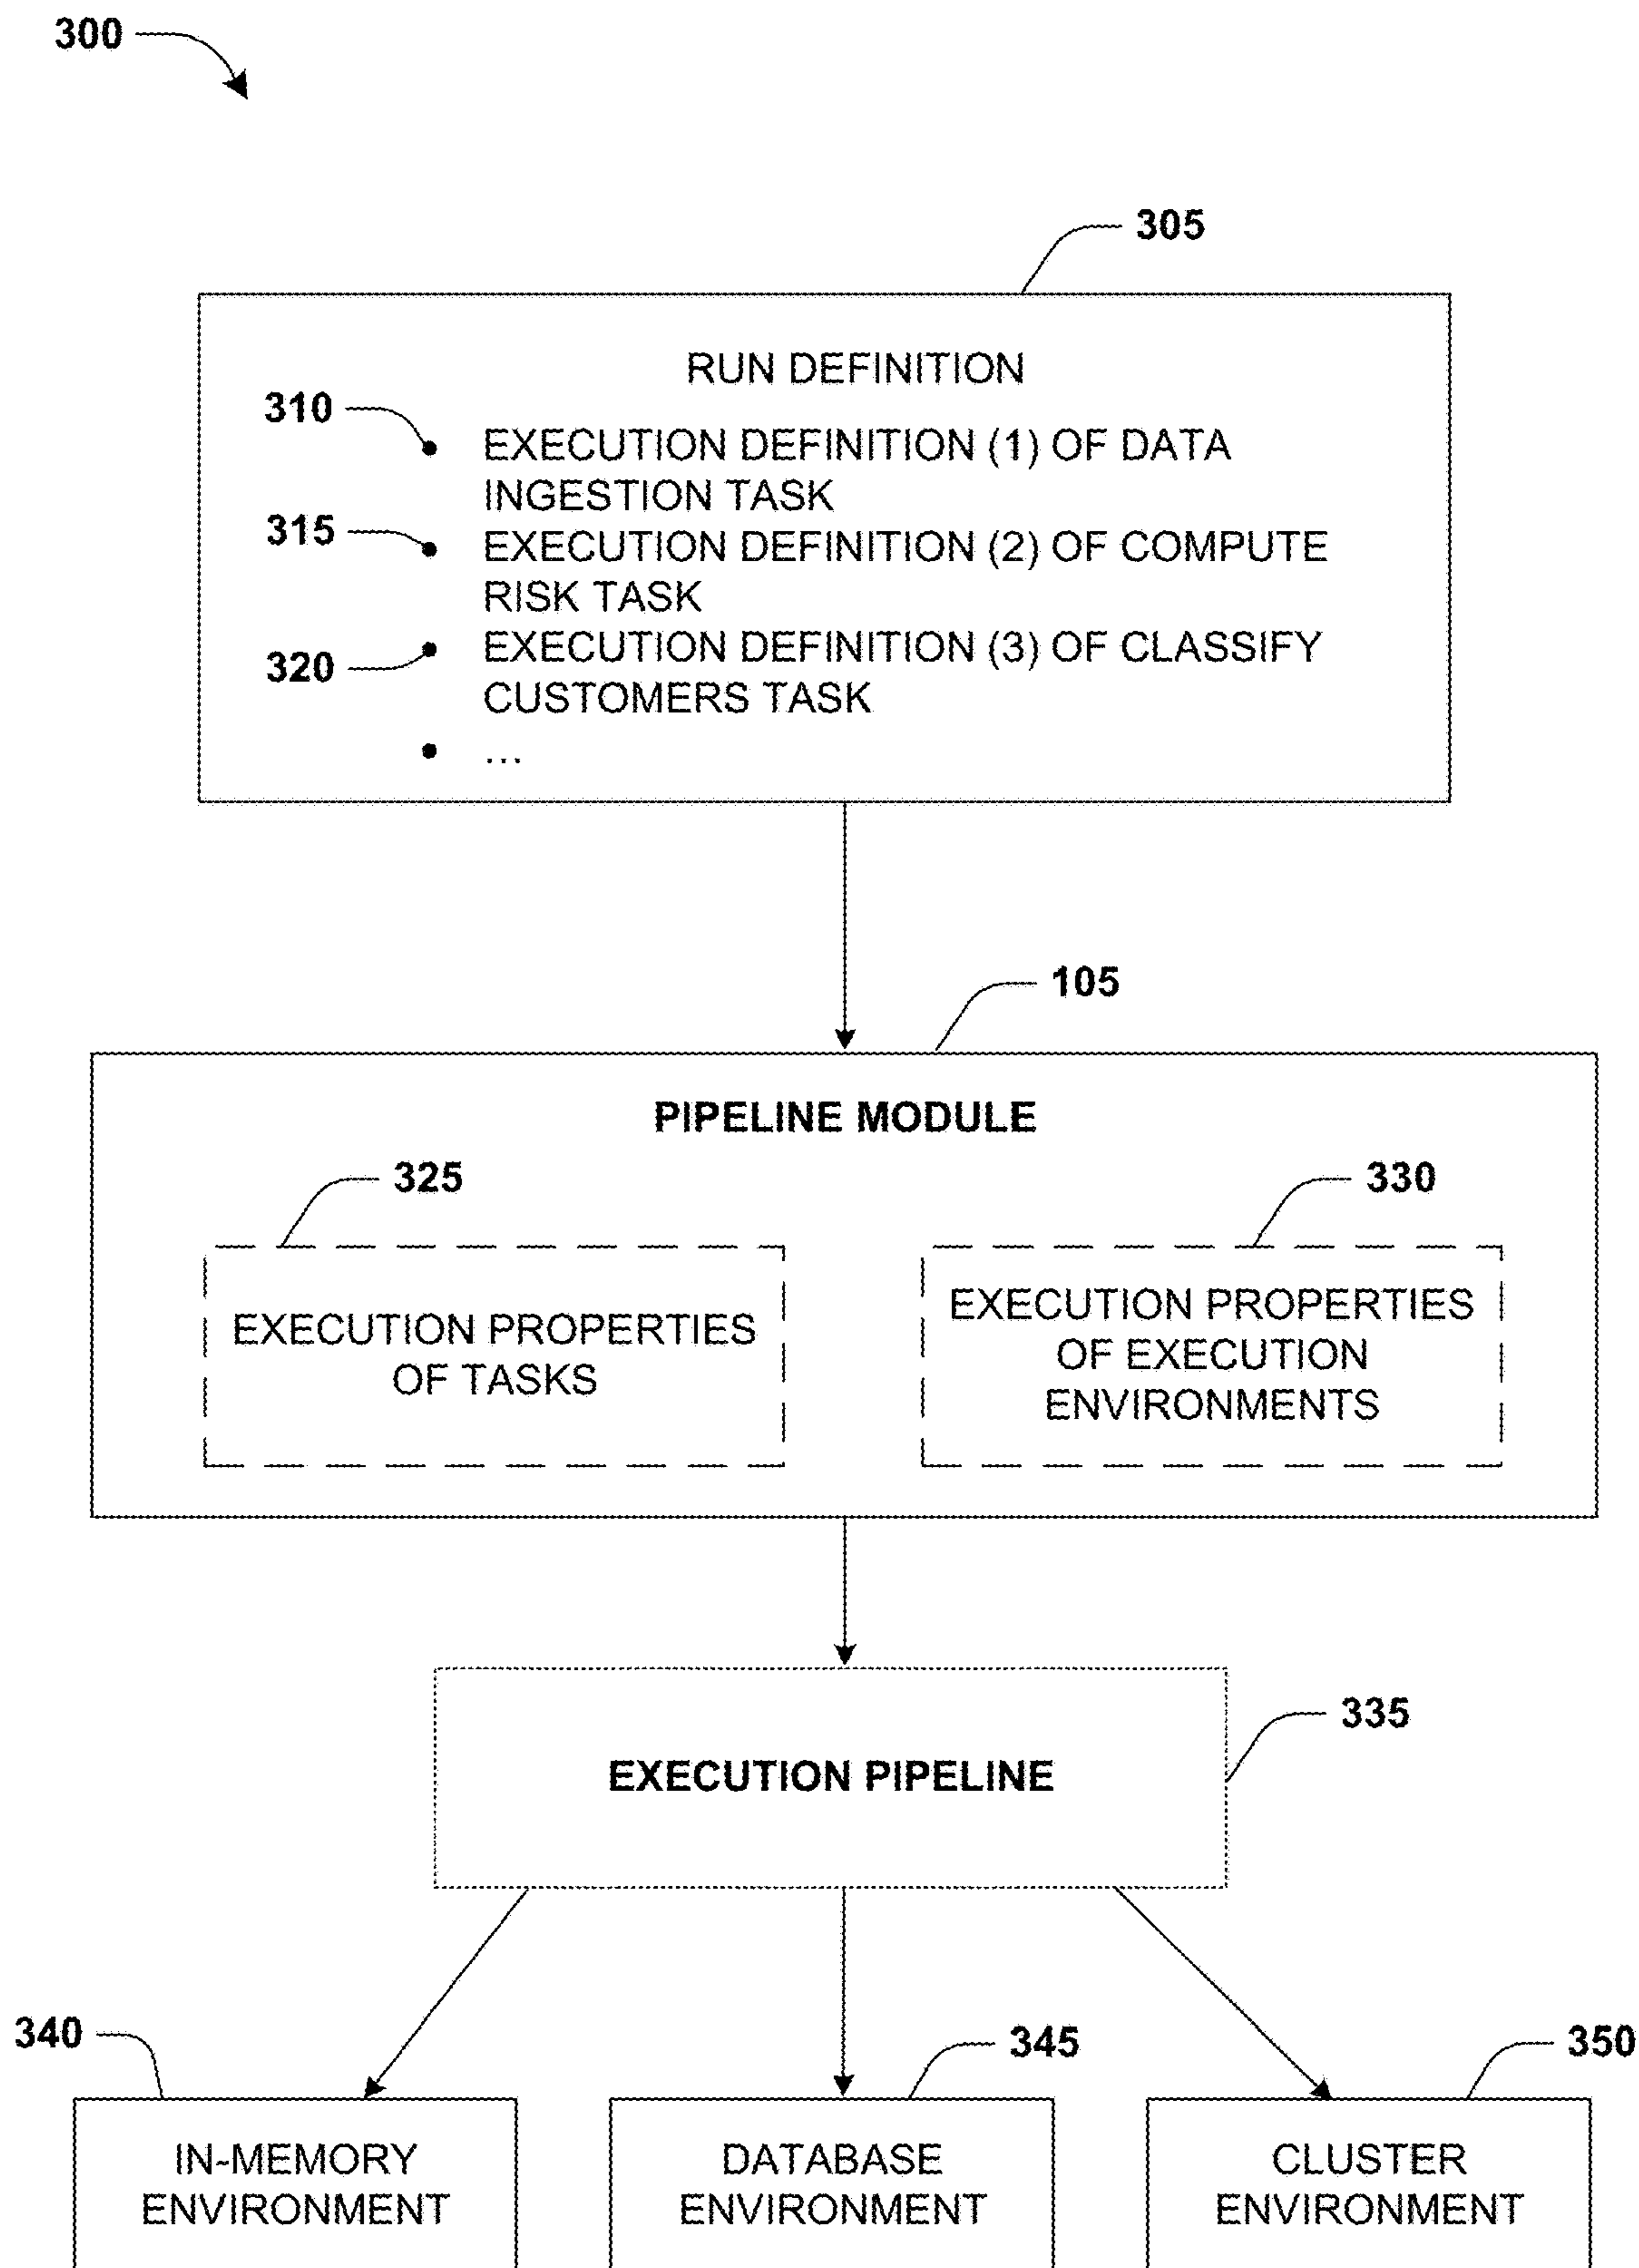 300
305
RUN DEFINITION
310
• EXECUTION DEFINITION (1) OF DATA
INGESTION TASK
315
• EXECUTION DEFINITION (2) OF COMPUTE
RISK TASK
320
• EXECUTION DEFINITION (3) OF CLASSIFY
CUSTOMERS TASK
• ...
105
PIPELINE MODULE
325
330
EXECUTION PROPERTIES
OF TASKS
EXECUTION PROPERTIES
OF EXECUTION
ENVIRONMENTS
335
EXECUTION PIPELINE
340
345
350
IN-MEMORY
ENVIRONMENT
DATABASE
ENVIRONMENT
CLUSTER
ENVIRONMENT